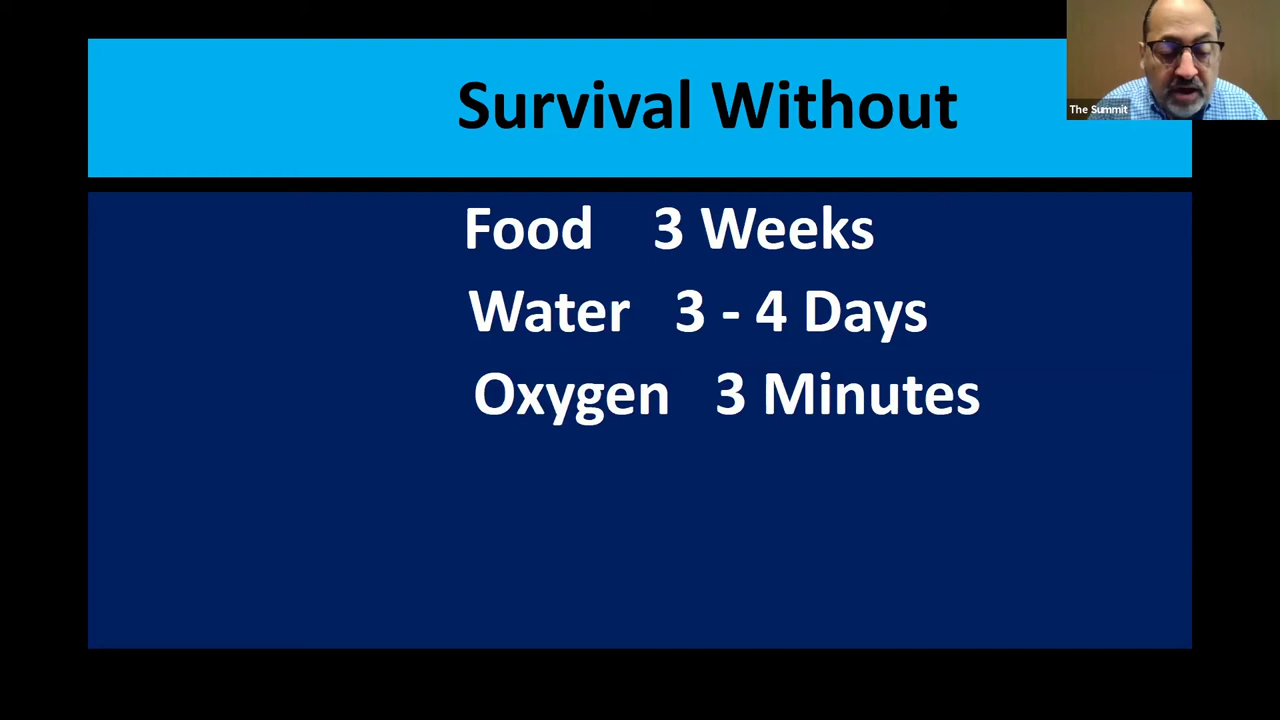 Survival Without
The Summit
Food 3 Weeks
Water 3 - 4 Days
Oxygen 3 Minutes